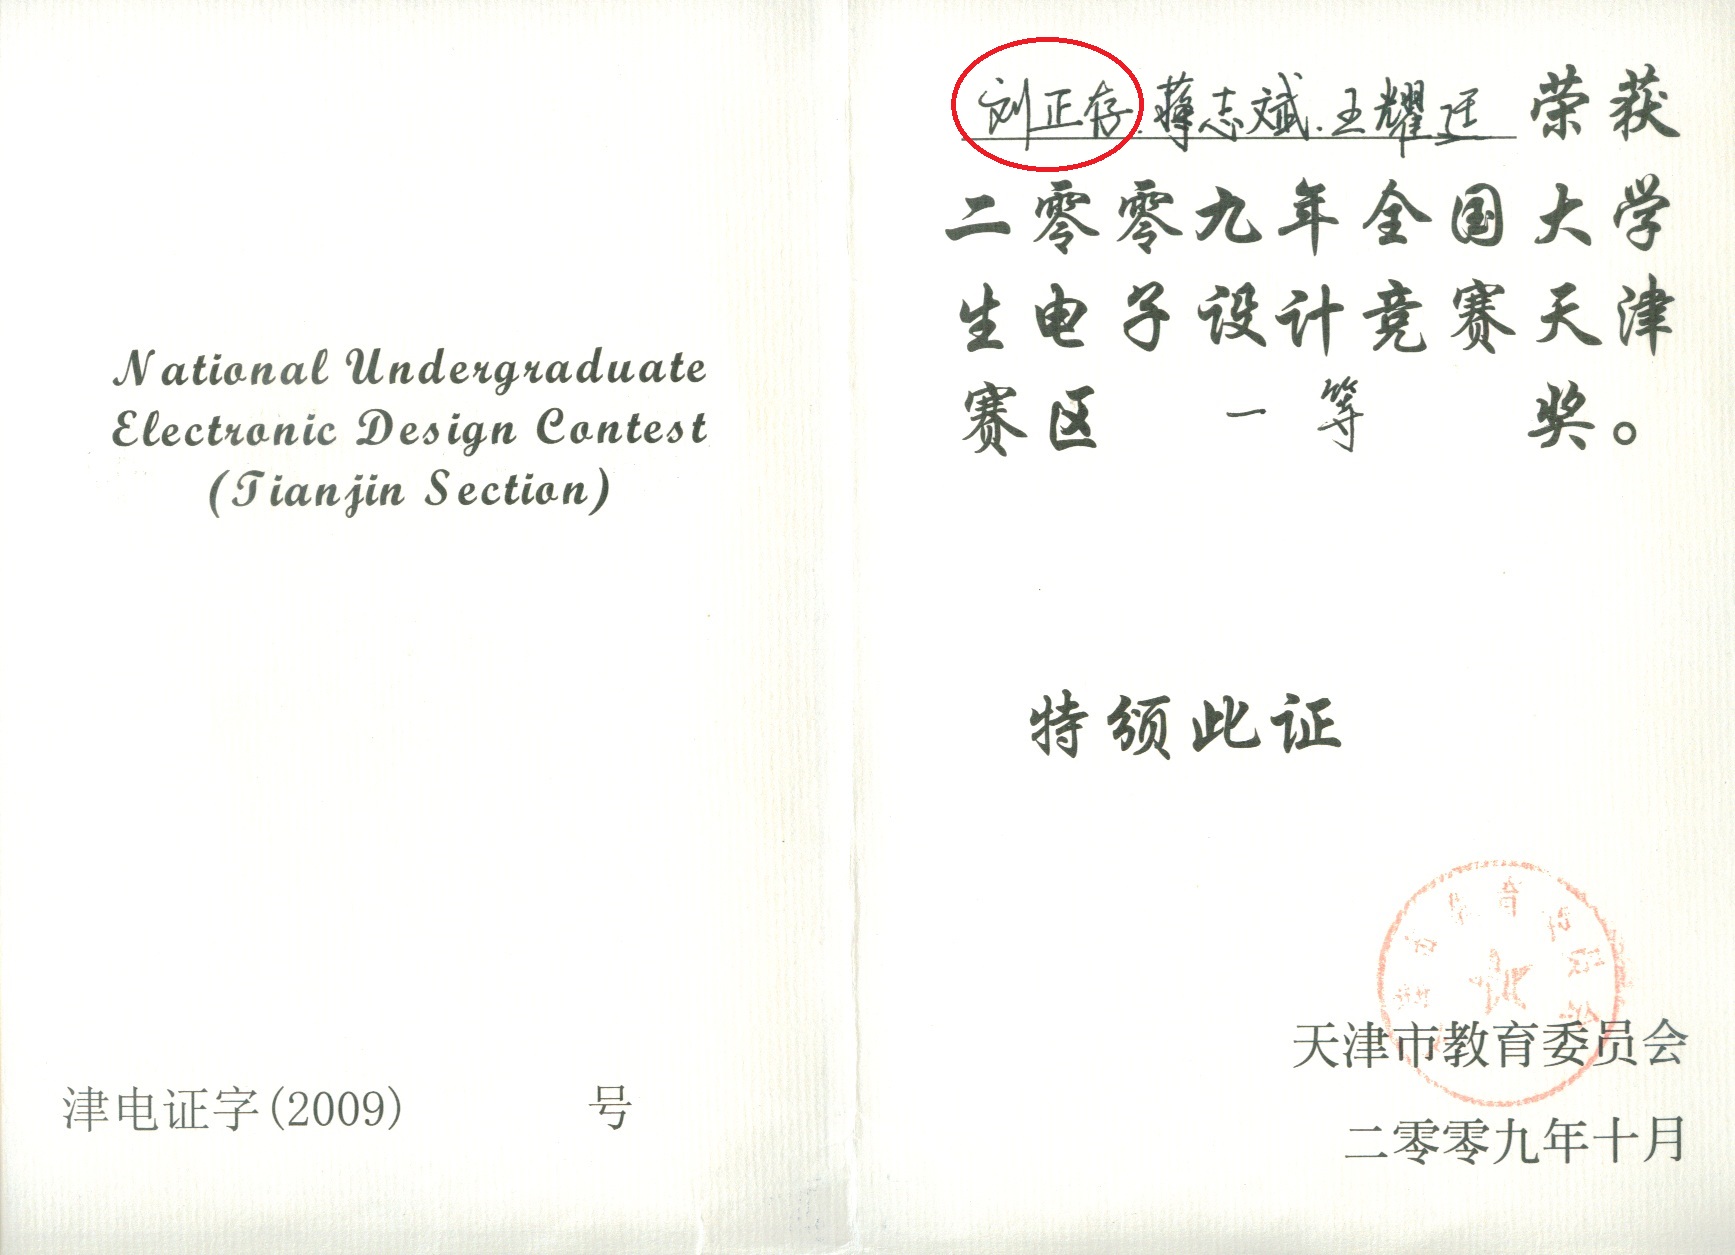 National Undergraduate
Electronic Design Contest
(Tianjin Section)
津电证字(2009) 号
刘正存.蒋志斌.王耀廷 荣获
二零零九年全国大学
生电子设计竞赛天津
赛区 一等 奖。
特颁此证
天津市教育委员会
二零零九年十月